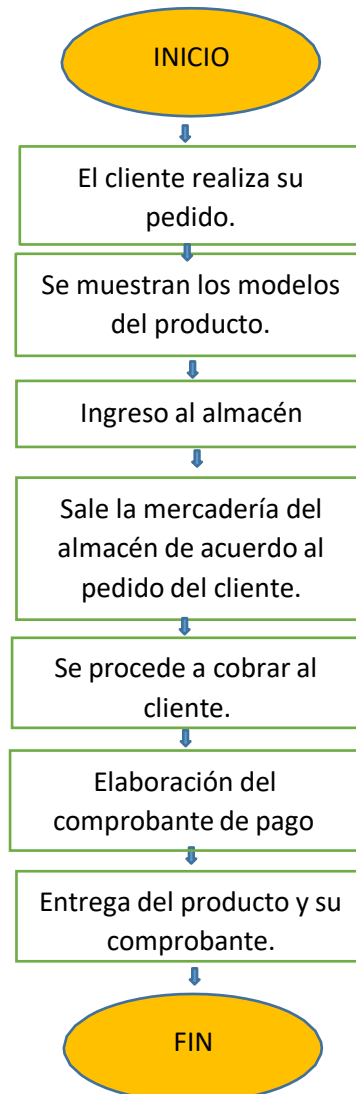 INICIO
El cliente realiza su
pedido.
Se muestran los modelos
del producto.
Ingreso al almacén
Sale la mercadería del
almacén de acuerdo al
pedido del cliente.
Se procede a cobrar al
cliente.
Elaboración del
comprobante de pago
Entrega del producto y su
comprobante.
FIN